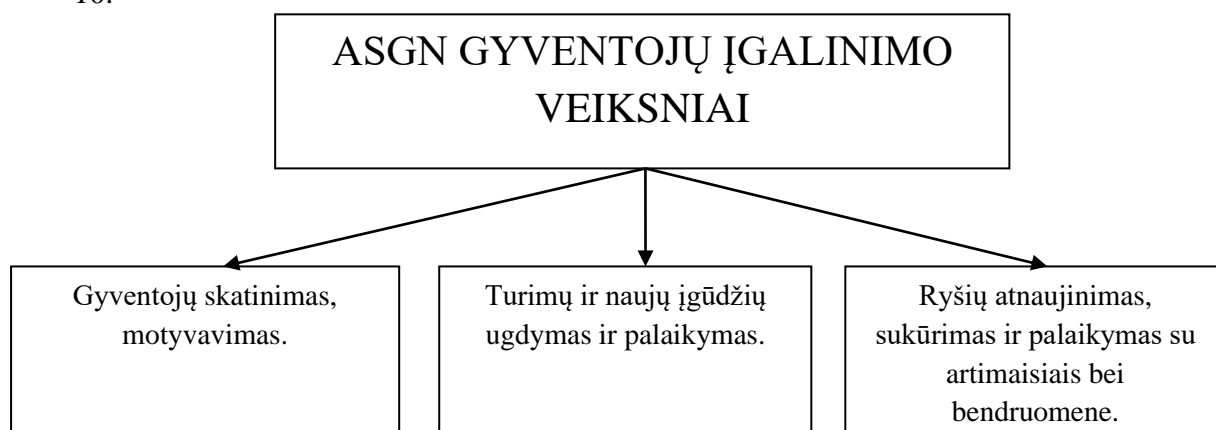 ASGN GYVENTOJŲ ĮGALINIMO
VEIKSNIAI
Gyventojų skatinimas,
motyvavimas.
Turimų ir naujų įgūdžių
ugdymas ir palaikymas.
Ryšių atnaujinimas,
sukūrimas ir palaikymas su
artimaisiais bei
bendruomene.